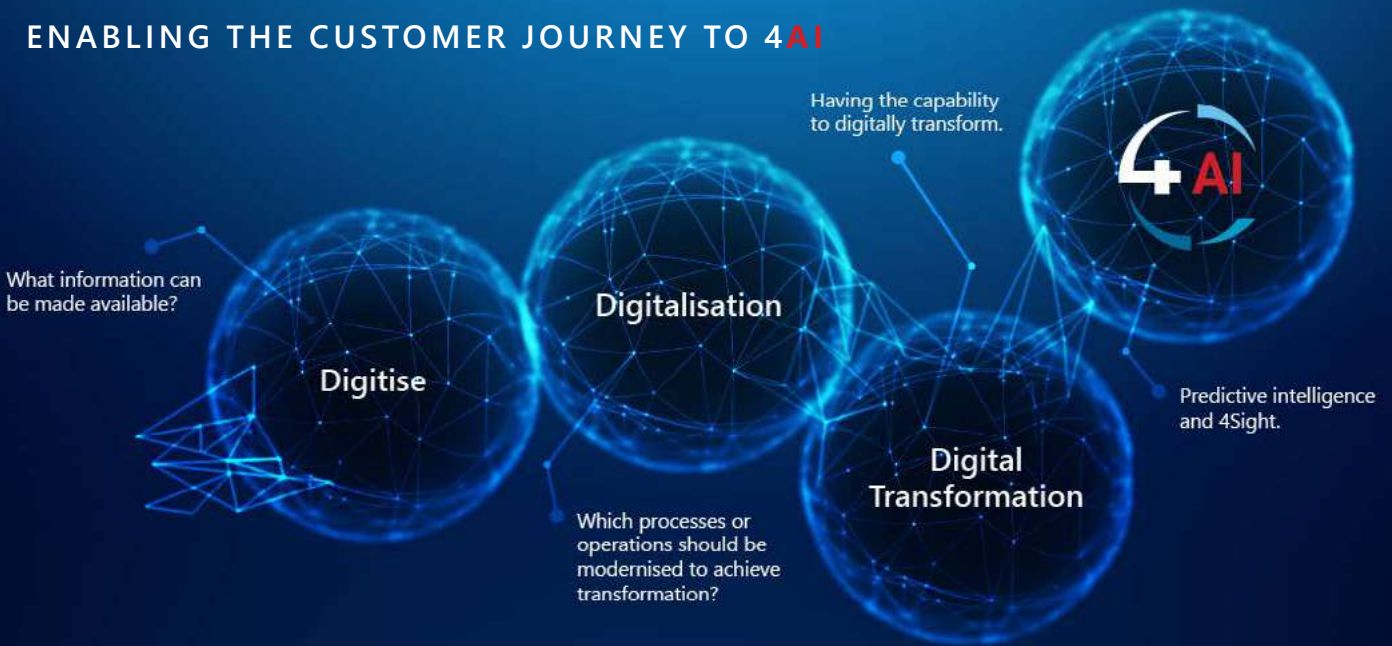 ENABLING THE CUSTOMER JOURNEY TO 4AI
What information can
be made available?
Digitise
Digitalisation
Which processes or
operations should be
modernised to achieve
transformation?
Having the capability
to digitally transform.
Digital
Transformation
4AI
Predictive intelligence
and 4Sight.